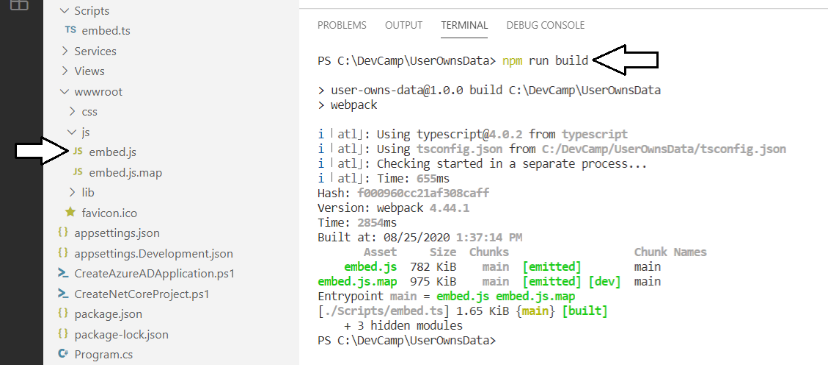 Scripts
TS embed.ts
Services
Views
wwwroot
css
js
JS embed.js
JS embed.js.map
lib
favicon.ico
{} appsettings.json
{} appsettings.Development.json
CreateAzureADApplication.ps1
CreateNetCoreProject.ps1
{} package.json
{} package-lock.json
C# Program.cs
PROBLEMS OUTPUT TERMINAL DEBUG CONSOLE
PS C:\DevCamp\UserOwnsData> npm run build
> user-owns-data@1.0.0 build C:\DevCamp\UserOwnsData
> webpack
i ｢atl｣: Using typescript@4.0.2 from typescript
i ｢atl｣: Using tsconfig.json from C:/DevCamp/UserOwnsData/tsconfig.json
i ｢atl｣: Checking started in a separate process...
i ｢atl｣: Time: 655ms
Hash: f000960cc21af308caff
Version: webpack 4.44.1
Time: 2854ms
Built at: 08/25/2020 1:37:14 PM
Asset Size Chunks Chunk Names
embed.js 782 KiB main [emitted] main
embed.js.map 975 KiB main [emitted] [dev] main
Entrypoint main = embed.js embed.js.map
[./Scripts/embed.ts] 1.65 KiB {main} [built]
+ 3 hidden modules
PS C:\DevCamp\UserOwnsData>